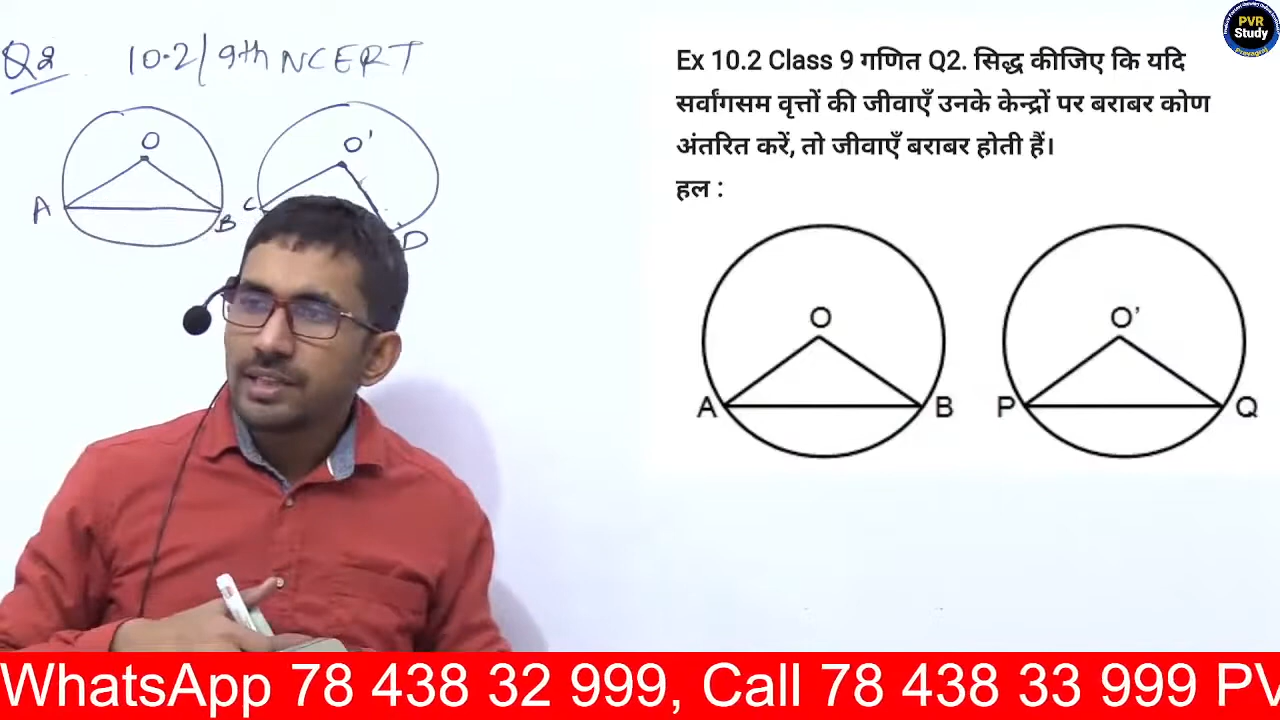 Q2 10.2/9th NCERT
O
O'
A
B
C
D
PVR
Study
Prayagraj
Ex 10.2 Class 9 गणित Q2. सिद्ध कीजिए कि यदि
सर्वांगसम वृत्तों की जीवाएँ उनके केन्द्रों पर बराबर कोण
अंतरित करें, तो जीवाएँ बराबर होती हैं।
हल :
O
O’
A
B
P
Q
WhatsApp 78 438 32 999, Call 78 438 33 999 PV